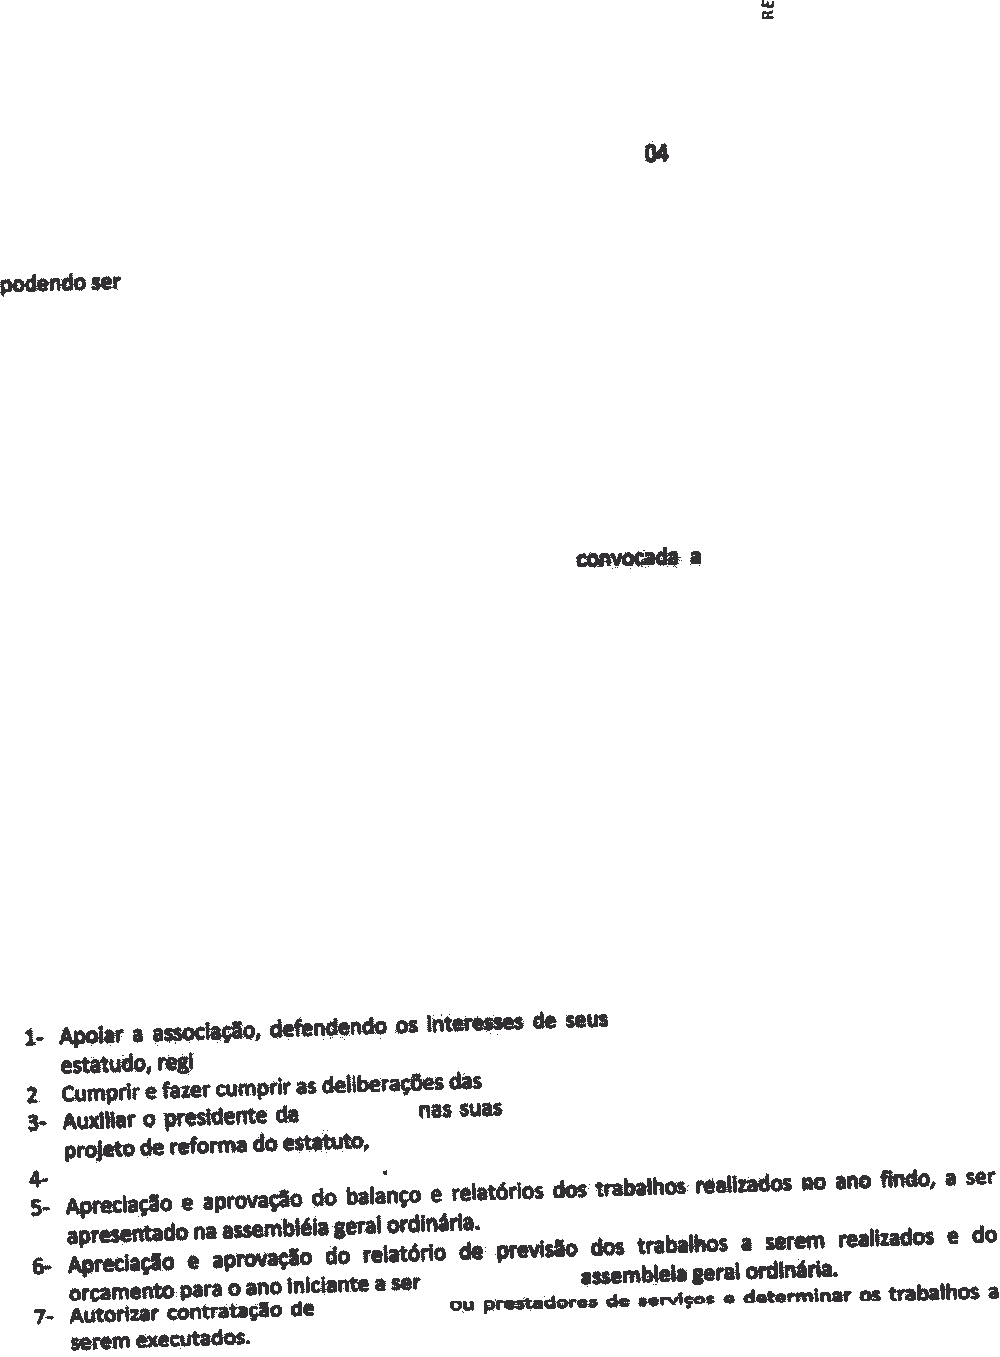 RE
04
podendo ser
convocada a
1- Apoiar a associação, defendendo os interesses de seus
estatudo, regi
2 Cumprir e fazer cumprir as deliberações das
3- Auxiliar o presidente da nas suas
projeto de reforma do estatuto,
4-
5- Apreciação e aprovação do balanço e relatórios dos trabalhos realizados no ano findo, a ser
apresentado na assembléia geral ordinária.
6- Apreciação e aprovação do relatório de previsão dos trabalhos a serem realizados e do
orçamento para o ano iniciante a ser assembleia geral ordinária.
7- Autorizar contratação de ou prestadores de serviços e determinar os trabalhos a
serem executados.